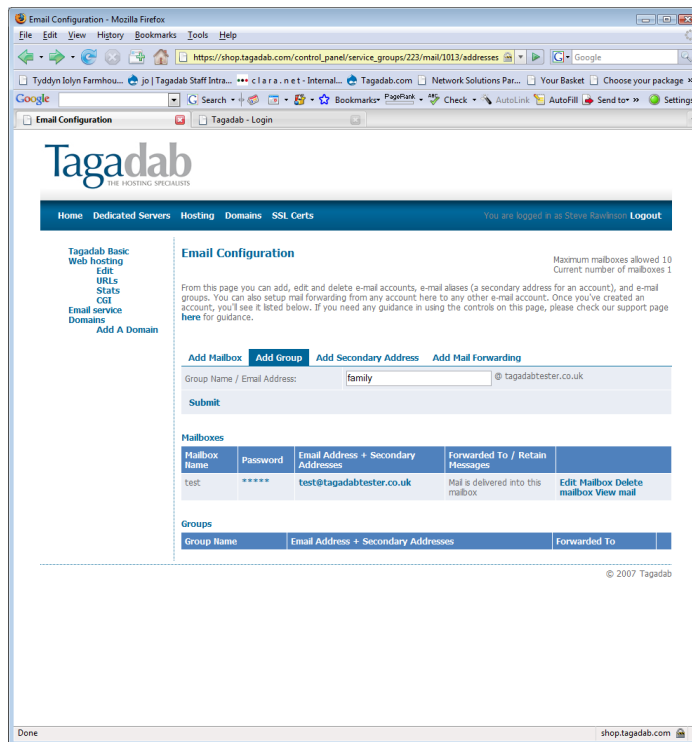 Email Configuration - Mozilla Firefox
File Edit View History Bookmarks Tools Help
https://shop.tagadab.com/control_panel/service_groups/223/mail/1013/addresses G Google
Tyddyn Iolyn Farmhou... jo | Tagadab Staff Intra... c l a r a . n e t - Internal... Tagadab.com Network Solutions Par... Your Basket Choose your package »
Google G Search Bookmarks PageRank Check AutoLink AutoFill Send to » Settings
Email Configuration Tagadab - Login
Tagadab
THE HOSTING SPECIALISTS
Home Dedicated Servers Hosting Domains SSL Certs You are logged in as Steve Rawlinson Logout
Tagadab Basic
Web hosting
Edit
URLs
Stats
CGI
Email service
Domains
Add A Domain
Email Configuration
Maximum mailboxes allowed 10
Current number of mailboxes 1
From this page you can add, edit and delete e-mail accounts, e-mail aliases (a secondary address for an account), and e-mail
groups. You can also setup mail forwarding from any account here to any other e-mail account. Once you've created an
account, you'll see it listed below. If you need any guidance in using the controls on this page, please check our support page
here for guidance.
Add Mailbox Add Group Add Secondary Address Add Mail Forwarding
Group Name / Email Address: family @ tagadabtester.co.uk
Submit
Mailboxes
Mailbox Name Password Email Address + Secondary Addresses Forwarded To / Retain Messages
test ***** test@tagadabtester.co.uk Mail is delivered into this mailbox Edit Mailbox Delete mailbox View mail
Groups
Group Name Email Address + Secondary Addresses Forwarded To
© 2007 Tagadab
Done shop.tagadab.com